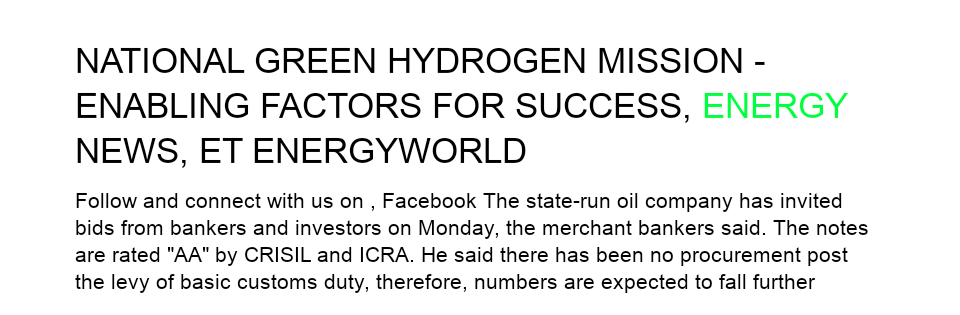 NATIONAL GREEN HYDROGEN MISSION -
ENABLING FACTORS FOR SUCCESS, ENERGY
NEWS, ET ENERGYWORLD
Follow and connect with us on , Facebook The state-run oil company has invited
bids from bankers and investors on Monday, the merchant bankers said. The notes
are rated "AA" by CRISIL and ICRA. He said there has been no procurement post
the levy of basic customs duty, therefore, numbers are expected to fall further